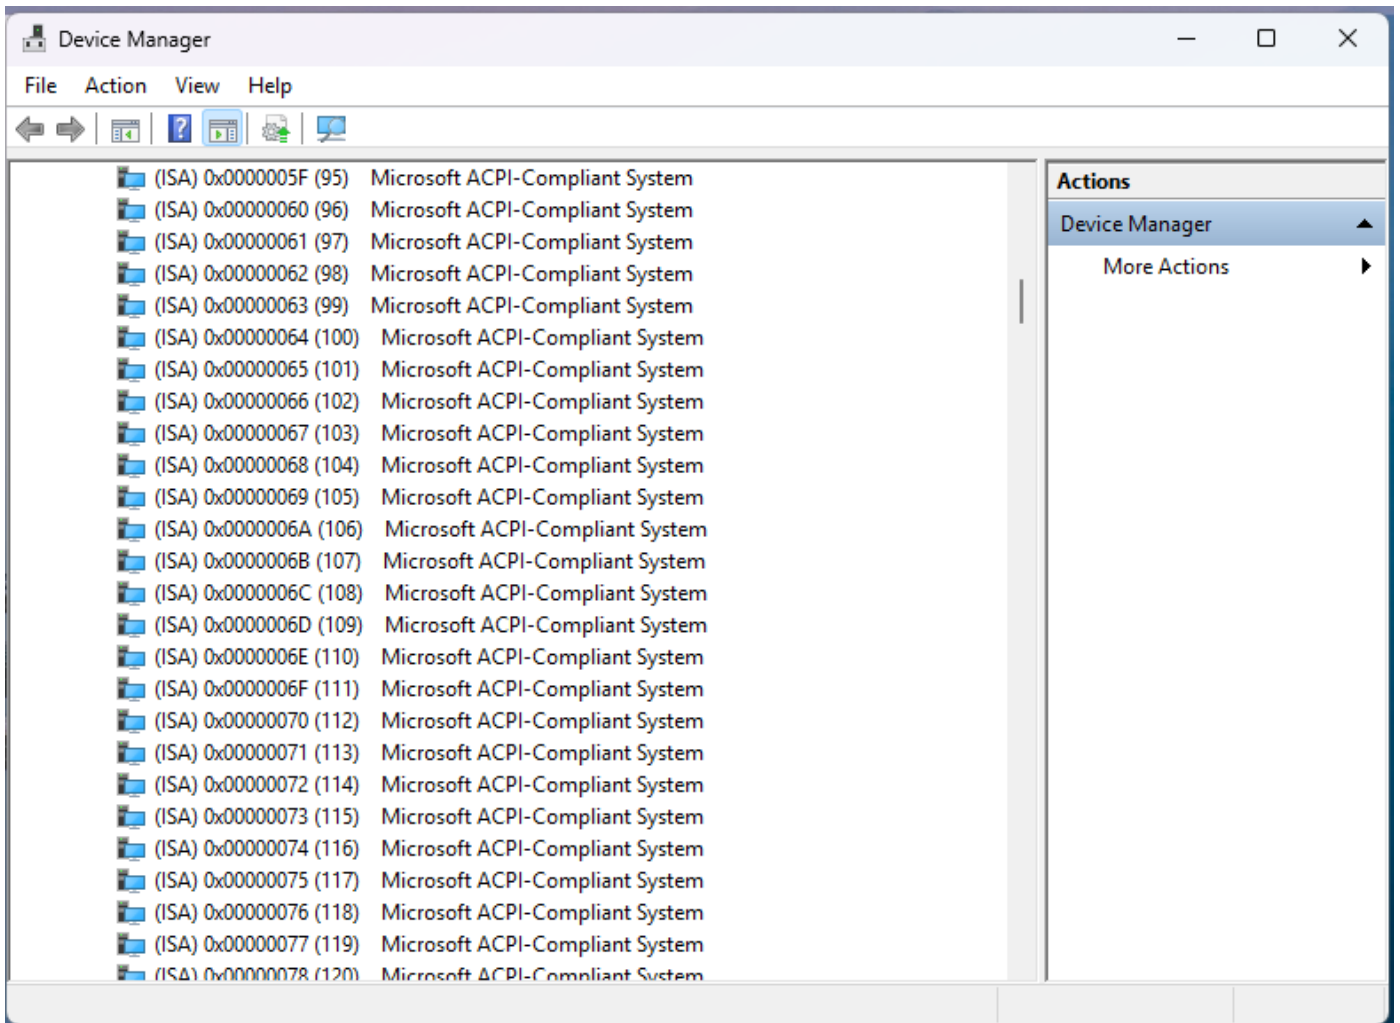 Device Manager
File Action View Help
(ISA) 0x0000005F (95) Microsoft ACPI-Compliant System
(ISA) 0x00000060 (96) Microsoft ACPI-Compliant System
(ISA) 0x00000061 (97) Microsoft ACPI-Compliant System
(ISA) 0x00000062 (98) Microsoft ACPI-Compliant System
(ISA) 0x00000063 (99) Microsoft ACPI-Compliant System
(ISA) 0x00000064 (100) Microsoft ACPI-Compliant System
(ISA) 0x00000065 (101) Microsoft ACPI-Compliant System
(ISA) 0x00000066 (102) Microsoft ACPI-Compliant System
(ISA) 0x00000067 (103) Microsoft ACPI-Compliant System
(ISA) 0x00000068 (104) Microsoft ACPI-Compliant System
(ISA) 0x00000069 (105) Microsoft ACPI-Compliant System
(ISA) 0x0000006A (106) Microsoft ACPI-Compliant System
(ISA) 0x0000006B (107) Microsoft ACPI-Compliant System
(ISA) 0x0000006C (108) Microsoft ACPI-Compliant System
(ISA) 0x0000006D (109) Microsoft ACPI-Compliant System
(ISA) 0x0000006E (110) Microsoft ACPI-Compliant System
(ISA) 0x0000006F (111) Microsoft ACPI-Compliant System
(ISA) 0x00000070 (112) Microsoft ACPI-Compliant System
(ISA) 0x00000071 (113) Microsoft ACPI-Compliant System
(ISA) 0x00000072 (114) Microsoft ACPI-Compliant System
(ISA) 0x00000073 (115) Microsoft ACPI-Compliant System
(ISA) 0x00000074 (116) Microsoft ACPI-Compliant System
(ISA) 0x00000075 (117) Microsoft ACPI-Compliant System
(ISA) 0x00000076 (118) Microsoft ACPI-Compliant System
(ISA) 0x00000077 (119) Microsoft ACPI-Compliant System
(ISA) 0x00000078 (120) Microsoft ACPI-Compliant System
Actions
Device Manager
More Actions